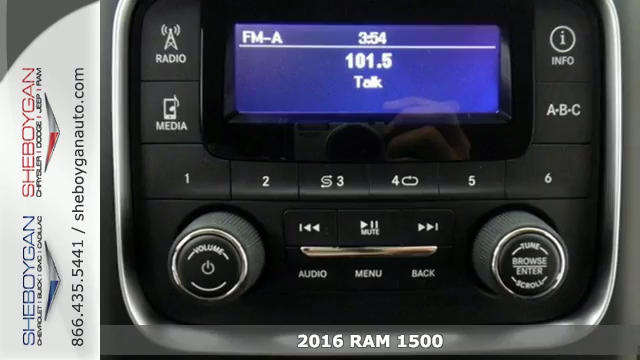 SHEBOYGAN
CHRYSLER | DODGE | JEEP | RAM
SHEBOYGAN
CHEVROLET | BUICK | GMC | CADILLAC
866.435.5441 / sheboyganauto.com
RADIO
MEDIA
FM-A 3:54
101.5
Talk
INFO
A-B-C
1 2 3 4 5 6
VOLUME
MUTE
AUDIO MENU BACK
TUNE
BROWSE
ENTER
SCROLL
2016 RAM 1500